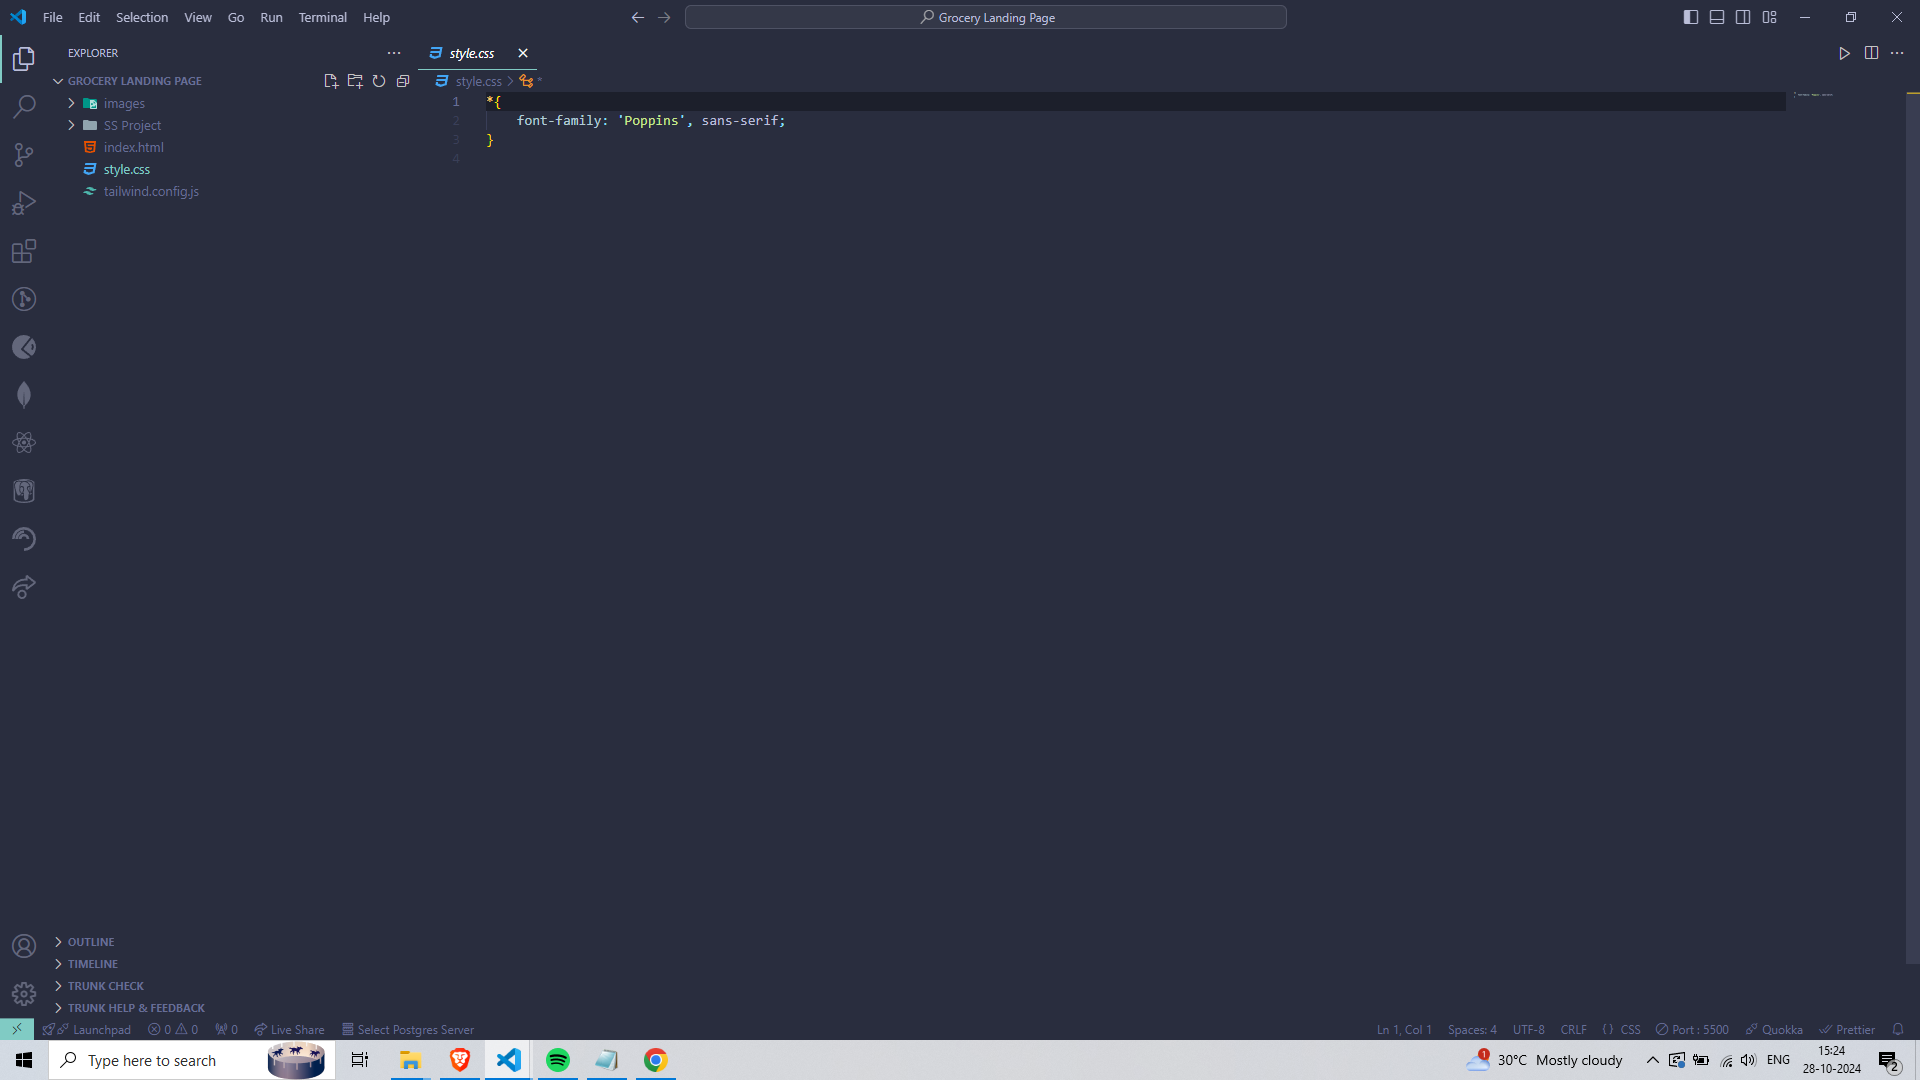 File Edit Selection View Go Run Terminal Help
Grocery Landing Page
EXPLORER
style.css
GROCERY LANDING PAGE
style.css > *
images
SS Project
index.html
style.css
tailwind.config.js
1 *{
2 font-family: 'Poppins', sans-serif;
3 }
4
OUTLINE
TIMELINE
TRUNK CHECK
TRUNK HELP & FEEDBACK
Launchpad 0 0 0 Live Share Select Postgres Server
Ln 1, Col 1 Spaces: 4 UTF-8 CRLF { } CSS Port : 5500 Quokka Prettier
Type here to search
1 30°C Mostly cloudy ENG
15:24
28-10-2024
2